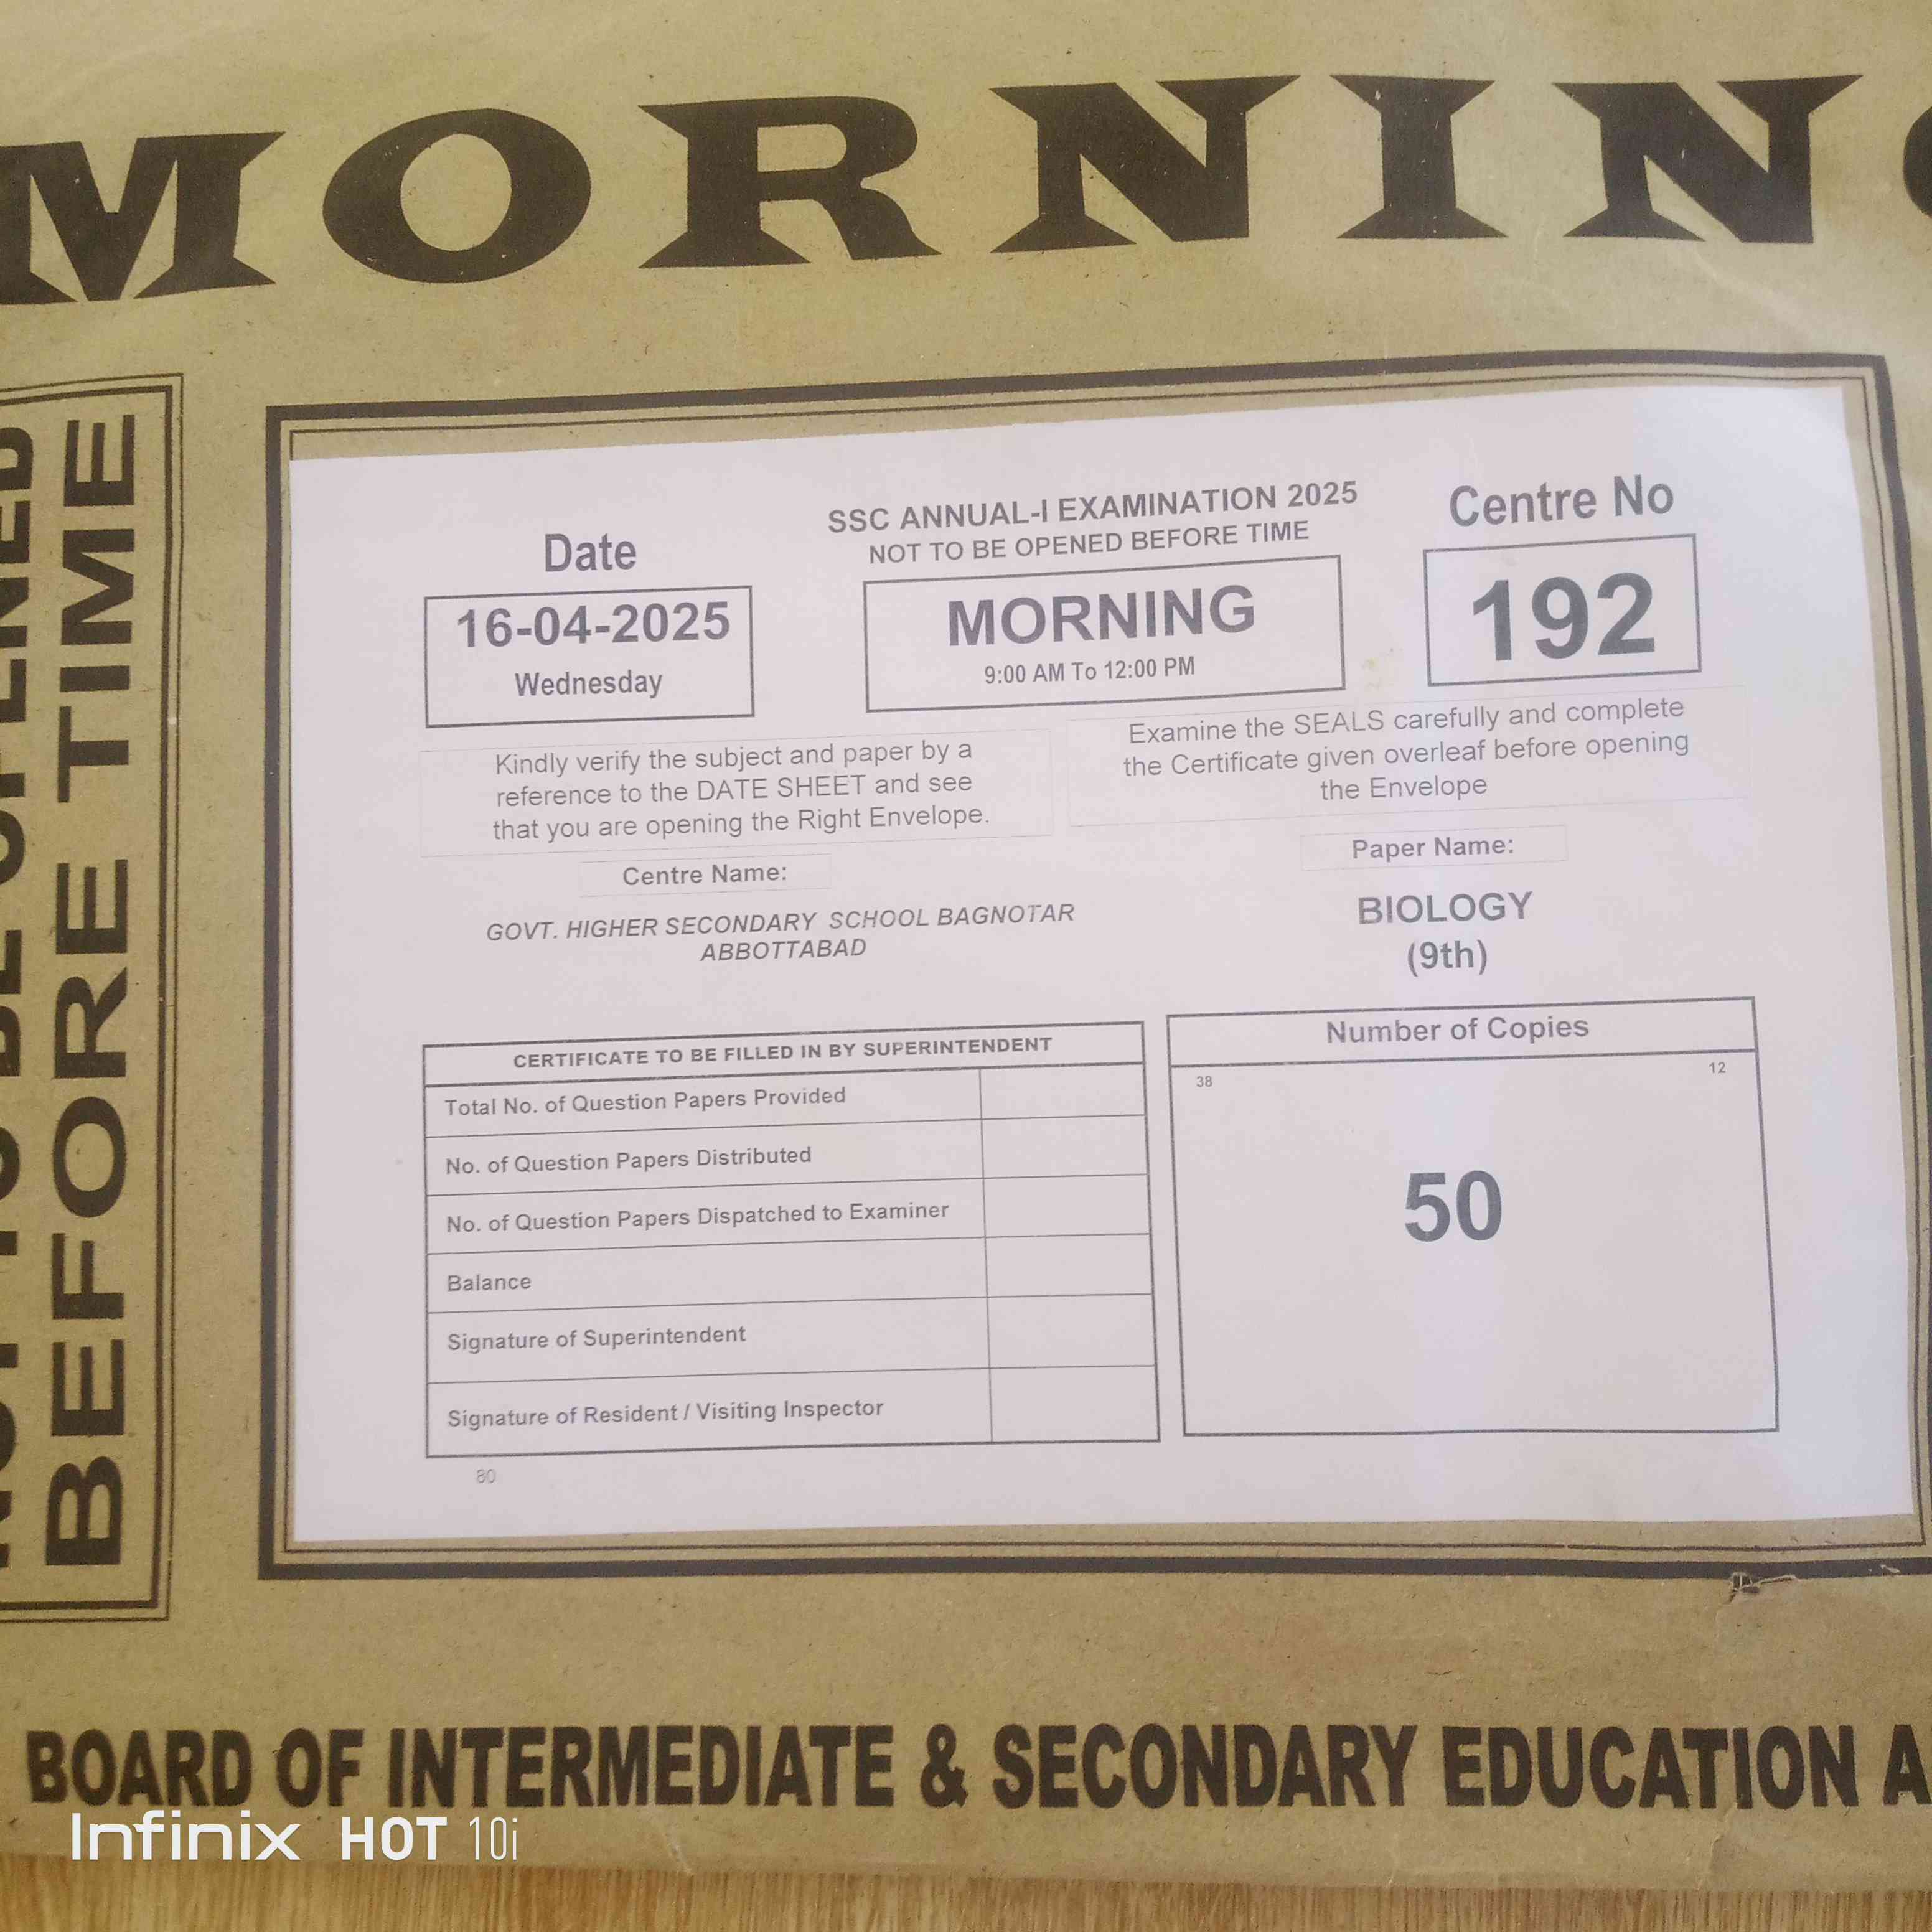 MORNING
NOT TO BE OPENED
BEFORE TIME
SSC ANNUAL-I EXAMINATION 2025
NOT TO BE OPENED BEFORE TIME
Date
16-04-2025
Wednesday
MORNING
9:00 AM To 12:00 PM
Centre No
192
Kindly verify the subject and paper by a
reference to the DATE SHEET and see
that you are opening the Right Envelope.
Examine the SEALS carefully and complete
the Certificate given overleaf before opening
the Envelope
Centre Name:
GOVT. HIGHER SECONDARY SCHOOL BAGNOTAR
ABBOTTABAD
Paper Name:
BIOLOGY
(9th)
CERTIFICATE TO BE FILLED IN BY SUPERINTENDENT
Total No. of Question Papers Provided
No. of Question Papers Distributed
No. of Question Papers Dispatched to Examiner
Balance
Signature of Superintendent
Signature of Resident / Visiting Inspector
80
Number of Copies
38 12
50
BOARD OF INTERMEDIATE & SECONDARY EDUCATION A
Infinix HOT 10i